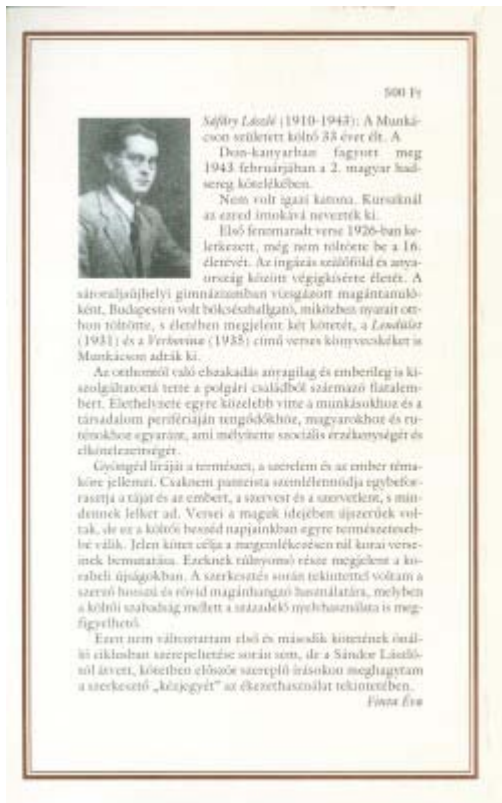 500 Ft
Sáfáry László (1910-1943): A Munká-
cson született költő 33 évet élt. A
Don-kanyarban fagyott meg
1943 februárjában a 2. magyar had-
sereg kötelékében.
Nem volt igazi katona. Kurszknál
az ezred írnokává nevezték ki.
Első fennmaradt verse 1926-ban ke-
letkezett, még nem töltötte be a 16.
életévét. Az ingázás szülőföld és anya-
ország között végigkísérte életét. A
sátoraljaújhelyi gimnáziumban vizsgázott magántanuló-
ként, Budapesten volt bölcsészhallgató, miközben nyarait ott-
hon töltötte, s életében megjelent két kötetét, a Lendület
(1931) és a Verhovina (1935) című verses könyvecskéket is
Munkácson adták ki.
Az otthontól való elszakadás anyagilag és emberileg is ki-
szolgáltatottá tette a polgári családból származó fiatalem-
bert. Élethelyzete egyre közelebb vitte a munkásokhoz és a
társadalom perifériáján tengődőkhöz, magyarokhoz és ru-
ténokhoz egyaránt, ami mélyítette szociális érzékenységét és
elkötelezettségét.
Gyöngéd líráját a természet, a szerelem és az ember téma-
köre jellemzi. Csaknem panteista szemlélenmódja egybefor-
rasztja a tájat és az embert, a szervest és a szervetlent, s min-
dennek lelket ad. Versei a maguk idejében újszerűek vol-
tak, de ez a költői beszéd napjainkban egyre természeteseb-
bé válik. Jelen kötet célja a megemlékezésen túl korai verse-
inek bemutatása. Ezeknek túlnyomó része megjelent a ko-
rabeli újságokban. A szerkesztés során tekintettel voltam a
szerző hosszú és rövid magánhangzó használatára, melyben
a költői szabadság mellett a századelő nyelvhasználata is meg-
figyelhető.
Ezen nem változtattam első és második kötetének önál-
ló ciklusban szerepeltetése során sem, de a Sándor László-
tól átvett, kötetben először szereplő írásokon meghagytam
a szerkesztő „kézjegyét” az ékezethasználat tekintetében.
Finta Éva